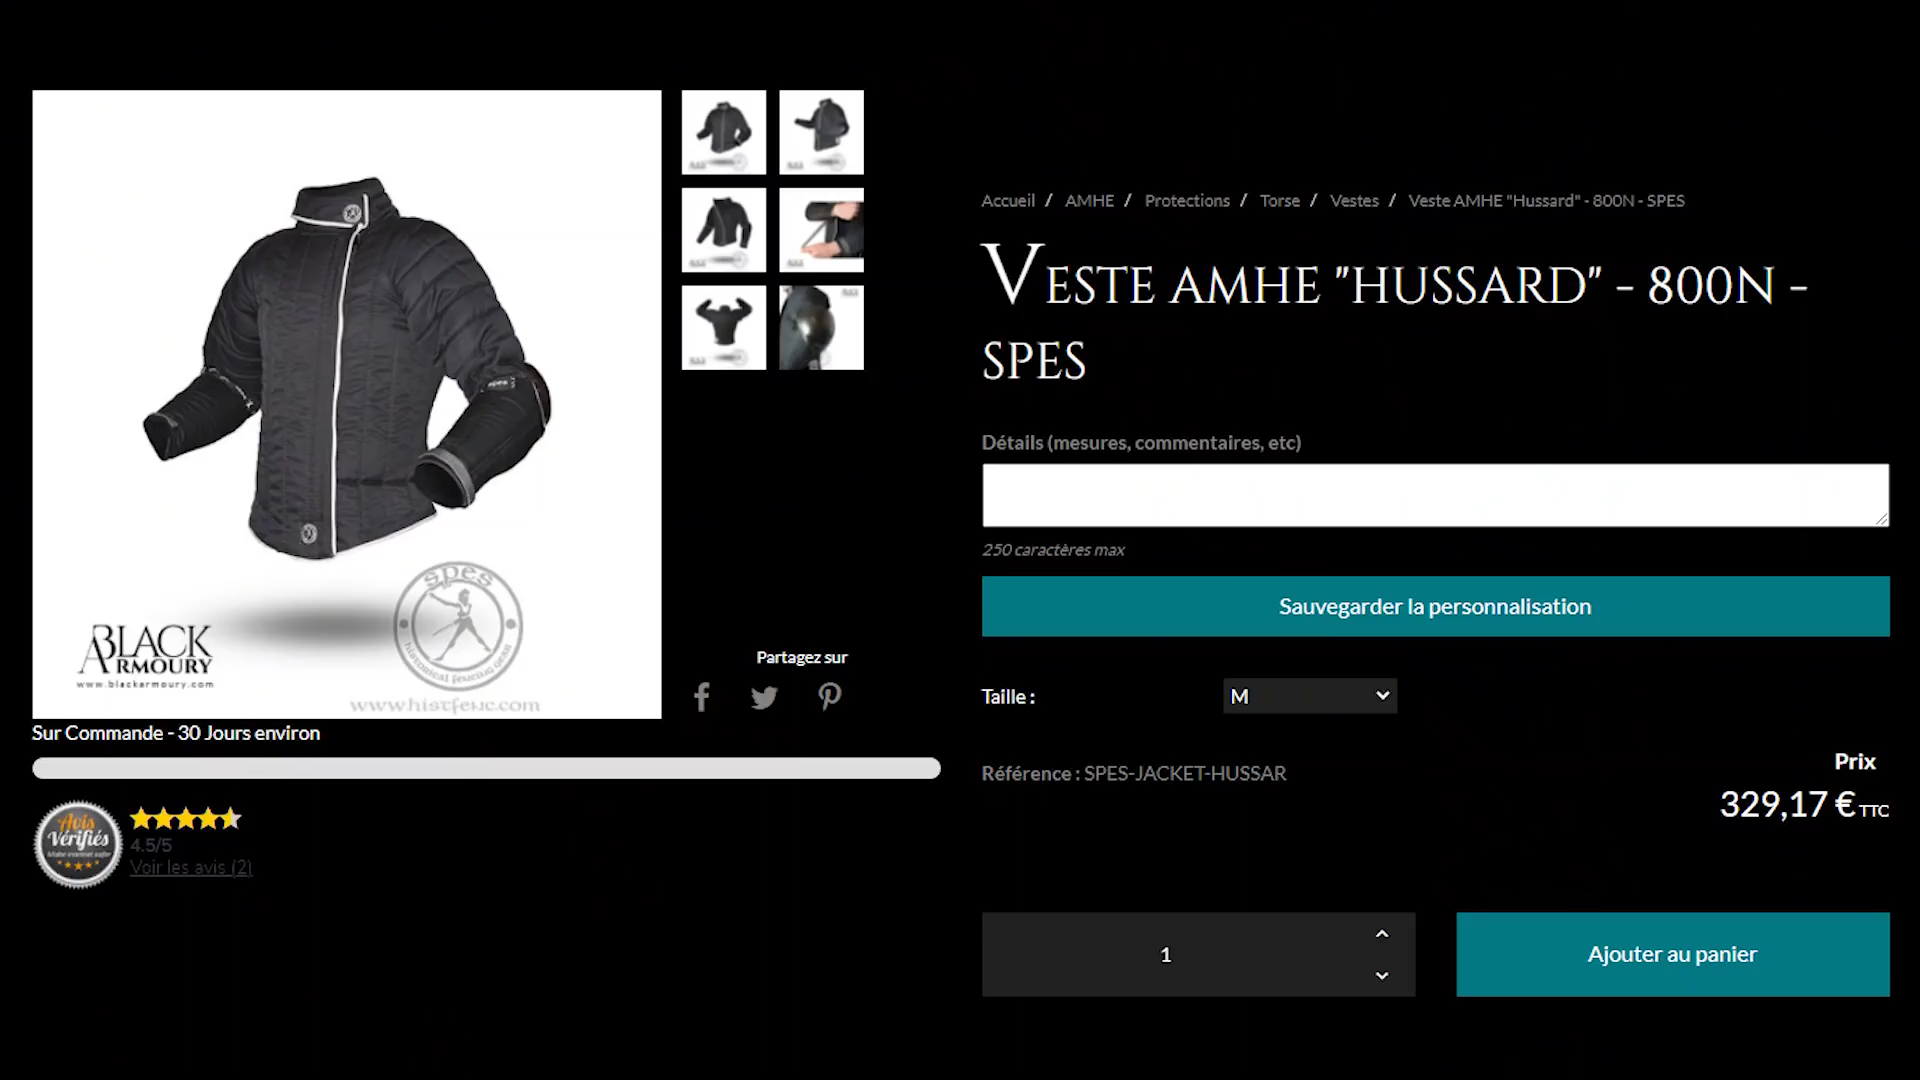 BLACK
ARMOURY
www.blackarmoury.com
spes
historical fencing gear
www.histfenc.com
Partagez sur
Sur Commande - 30 Jours environ
Avis
Vérifiés
4.5/5
Voir les avis (2)
Accueil / AMHE / Protections / Torse / Vestes / Veste AMHE "Hussard" - 800N - SPES
Veste AMHE "Hussard" - 800N -
SPES
Détails (mesures, commentaires, etc)
250 caractères max
Sauvegarder la personnalisation
Taille :
M
Référence : SPES-JACKET-HUSSAR
Prix
329,17 € TTC
1
Ajouter au panier